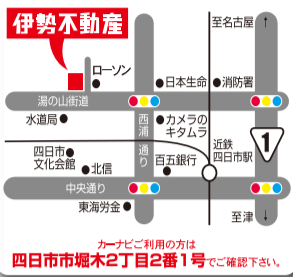 伊勢不動産
至名古屋
ローソン
日本生命
消防署
湯の山街道
水道局
西浦通り
カメラの
キタムラ
1
近鉄
四日市駅
四日市
文化会館
北信
百五銀行
中央通り
東海労金
至津
カーナビご利用の方は
四日市市堀木2丁目2番1号でご確認下さい。